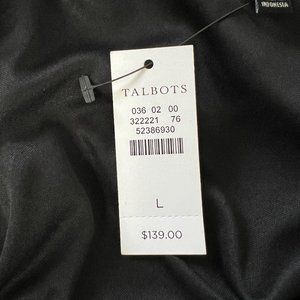 INDONESIA
TALBOTS
036 02 00
322221 76
52386930
L
$139.00